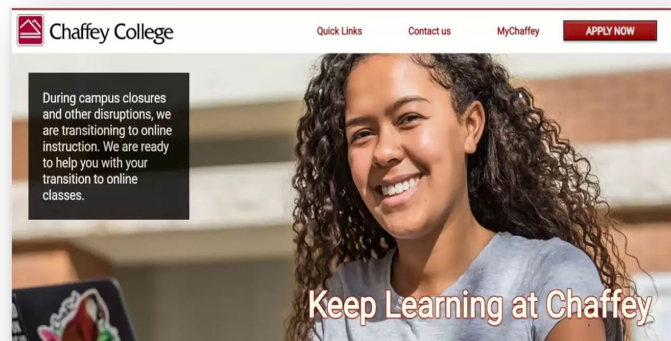 Chaffey College
Quick Links
Contact us
MyChaffey
APPLY NOW
During campus closures
and other disruptions, we
are transitioning to online
instruction. We are ready
to help you with your
transition to online
classes.
Keep Learning at Chaffey